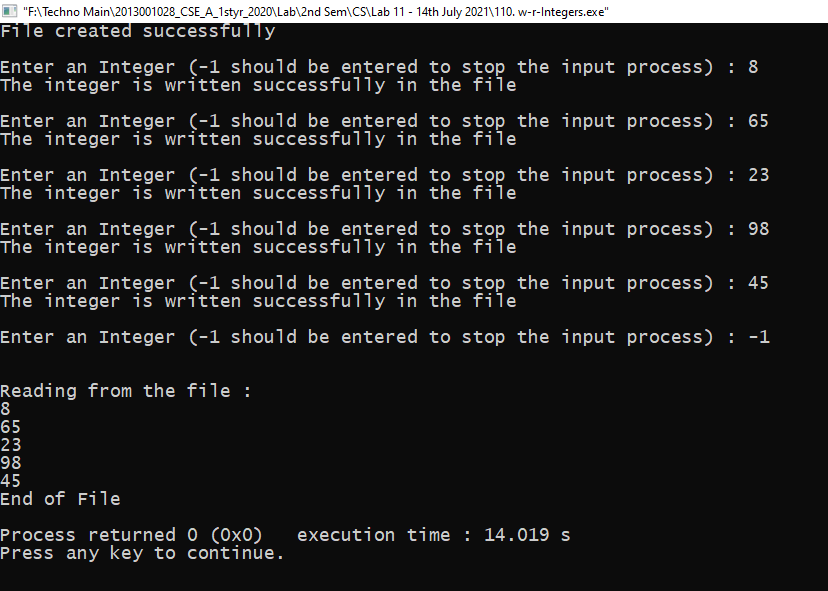 "F:\Techno Main\2013001028_CSE_A_1styr_2020\Lab\2nd Sem\CS\Lab 11 - 14th July 2021\110. w-r-Integers.exe"
File created successfully
Enter an Integer (-1 should be entered to stop the input process) : 8
The integer is written successfully in the file
Enter an Integer (-1 should be entered to stop the input process) : 65
The integer is written successfully in the file
Enter an Integer (-1 should be entered to stop the input process) : 23
The integer is written successfully in the file
Enter an Integer (-1 should be entered to stop the input process) : 98
The integer is written successfully in the file
Enter an Integer (-1 should be entered to stop the input process) : 45
The integer is written successfully in the file
Enter an Integer (-1 should be entered to stop the input process) : -1
Reading from the file :
8
65
23
98
45
End of File
Process returned 0 (0x0)   execution time : 14.019 s
Press any key to continue.